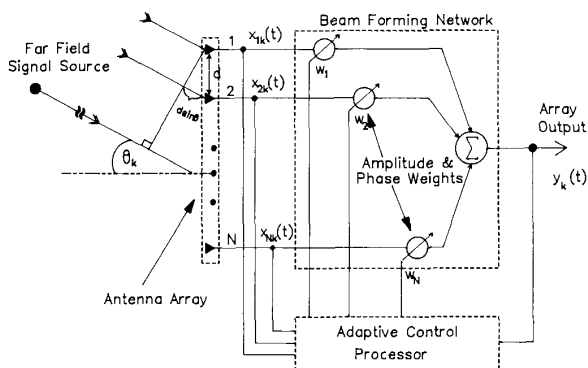 Beam Forming Network
Far Field
Signal Source
1
x1k(t)
w1
d
dsinθ
2
x2k(t)
w2
θk
Amplitude &
Phase Weights
Σ
Array
Output
yk(t)
N
xNk(t)
wN
Antenna Array
Adaptive Control
Processor